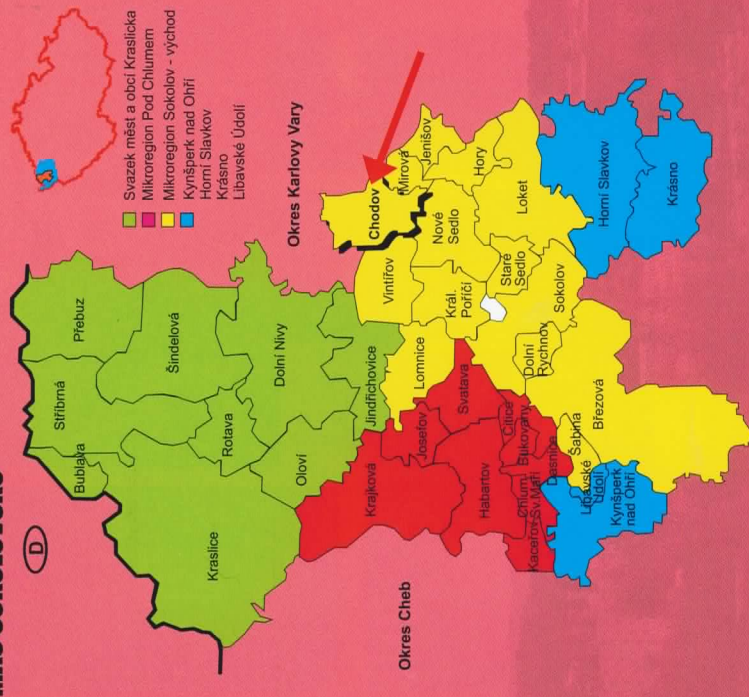 D
Svazek měst a obcí Kraslicka
Mikroregion Pod Chlumem
Mikroregion Sokolov - východ
Kynšperk nad Ohří
Horní Slavkov
Krásno
Libavské Údolí
Okres Karlovy Vary
Okres Cheb
Kraslice
Bublava
Stříbrná
Přebuz
Šindelová
Rotava
Oloví
Dolní Nivy
Jindřichovice
Krajková
Josefov
Svatava
Habartov
Citice
Bukovany
Chlum
Sv.Maří
Kaceřov
Dasnice
Lomnice
Vintířov
Chodov
Mírová
Jenišov
Král.
Poříčí
Nové
Sedlo
Hory
Loket
Staré
Sedlo
Sokolov
Dolní
Rychnov
Březová
Šabina
Libavské
Údolí
Kynšperk
nad Ohří
Horní Slavkov
Krásno